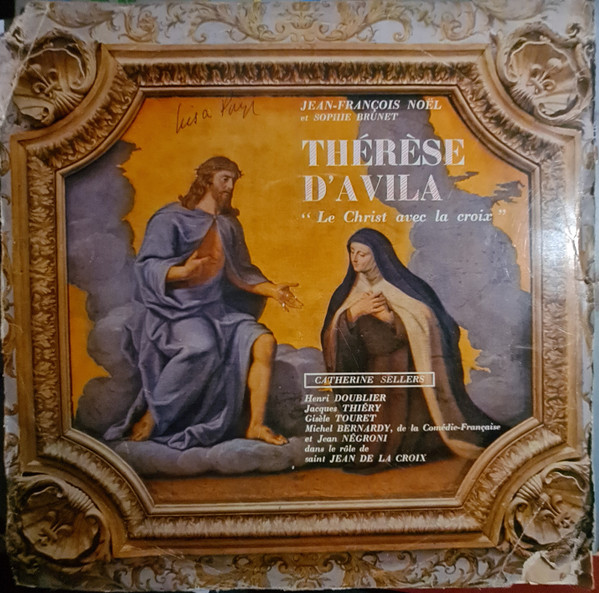 JEAN-FRANÇOIS NOËL
et SOPHIE BRUNET
THÉRÈSE
D'AVILA
“ Le Christ avec la croix ”
CATHERINE SELLERS
Henri DOUBLIER
Jacques THIÉRY
Gisèle TOURET
Michel BERNARDY, de la Comédie-Française
et Jean NÉGRONI
dans le rôle de
saint JEAN DE LA CROIX